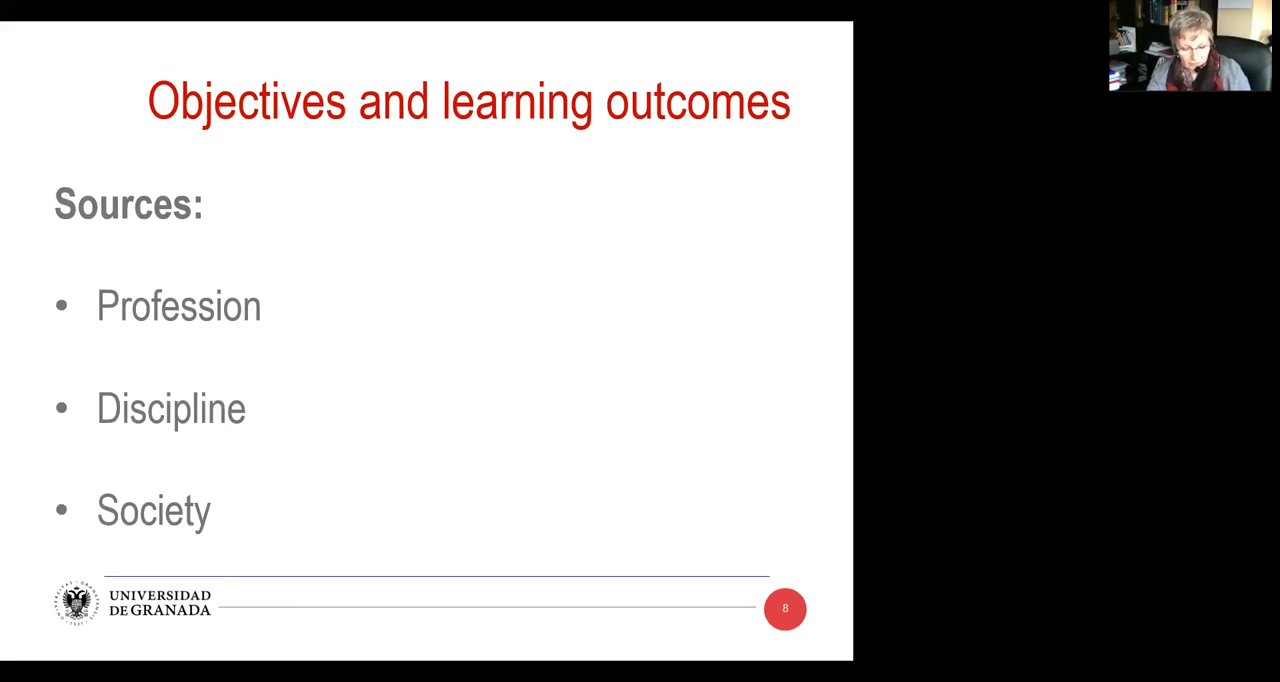 Objectives and learning outcomes
Sources:
• Profession
• Discipline
• Society
UNIVERSIDAD
DE GRANADA
8